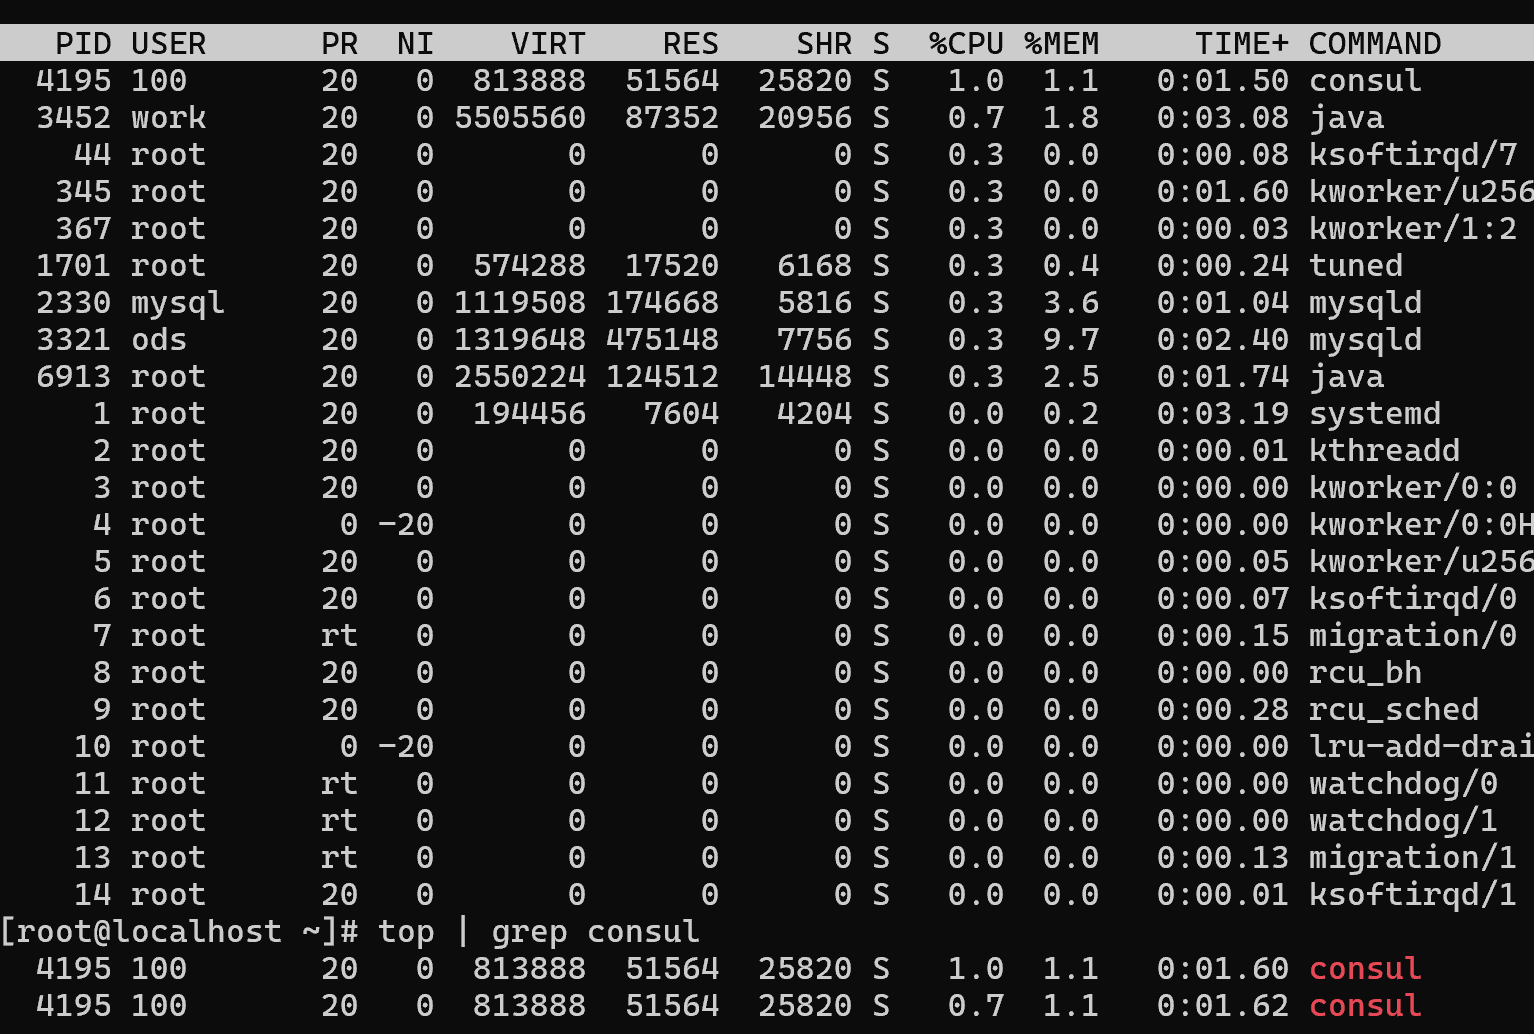 PID USER PR NI VIRT RES SHR S %CPU %MEM TIME+ COMMAND
4195 100 20 0 813888 51564 25820 S 1.0 1.1 0:01.50 consul
3452 work 20 0 5505560 87352 20956 S 0.7 1.8 0:03.08 java
44 root 20 0 0 0 0 S 0.3 0.0 0:00.08 ksoftirqd/7
345 root 20 0 0 0 0 S 0.3 0.0 0:01.60 kworker/u256
367 root 20 0 0 0 0 S 0.3 0.0 0:00.03 kworker/1:2
1701 root 20 0 574288 17520 6168 S 0.3 0.4 0:00.24 tuned
2330 mysql 20 0 1119508 174668 5816 S 0.3 3.6 0:01.04 mysqld
3321 ods 20 0 1319648 475148 7756 S 0.3 9.7 0:02.40 mysqld
6913 root 20 0 2550224 124512 14448 S 0.3 2.5 0:01.74 java
1 root 20 0 194456 7604 4204 S 0.0 0.2 0:03.19 systemd
2 root 20 0 0 0 0 S 0.0 0.0 0:00.01 kthreadd
3 root 20 0 0 0 0 S 0.0 0.0 0:00.00 kworker/0:0
4 root 0 -20 0 0 0 S 0.0 0.0 0:00.00 kworker/0:0H
5 root 20 0 0 0 0 S 0.0 0.0 0:00.05 kworker/u256
6 root 20 0 0 0 0 S 0.0 0.0 0:00.07 ksoftirqd/0
7 root rt 0 0 0 0 S 0.0 0.0 0:00.15 migration/0
8 root 20 0 0 0 0 S 0.0 0.0 0:00.00 rcu_bh
9 root 20 0 0 0 0 S 0.0 0.0 0:00.28 rcu_sched
10 root 0 -20 0 0 0 S 0.0 0.0 0:00.00 lru-add-drai
11 root rt 0 0 0 0 S 0.0 0.0 0:00.00 watchdog/0
12 root rt 0 0 0 0 S 0.0 0.0 0:00.00 watchdog/1
13 root rt 0 0 0 0 S 0.0 0.0 0:00.13 migration/1
14 root 20 0 0 0 0 S 0.0 0.0 0:00.01 ksoftirqd/1
[root@localhost ~]# top | grep consul
4195 100 20 0 813888 51564 25820 S 1.0 1.1 0:01.60 consul
4195 100 20 0 813888 51564 25820 S 0.7 1.1 0:01.62 consul